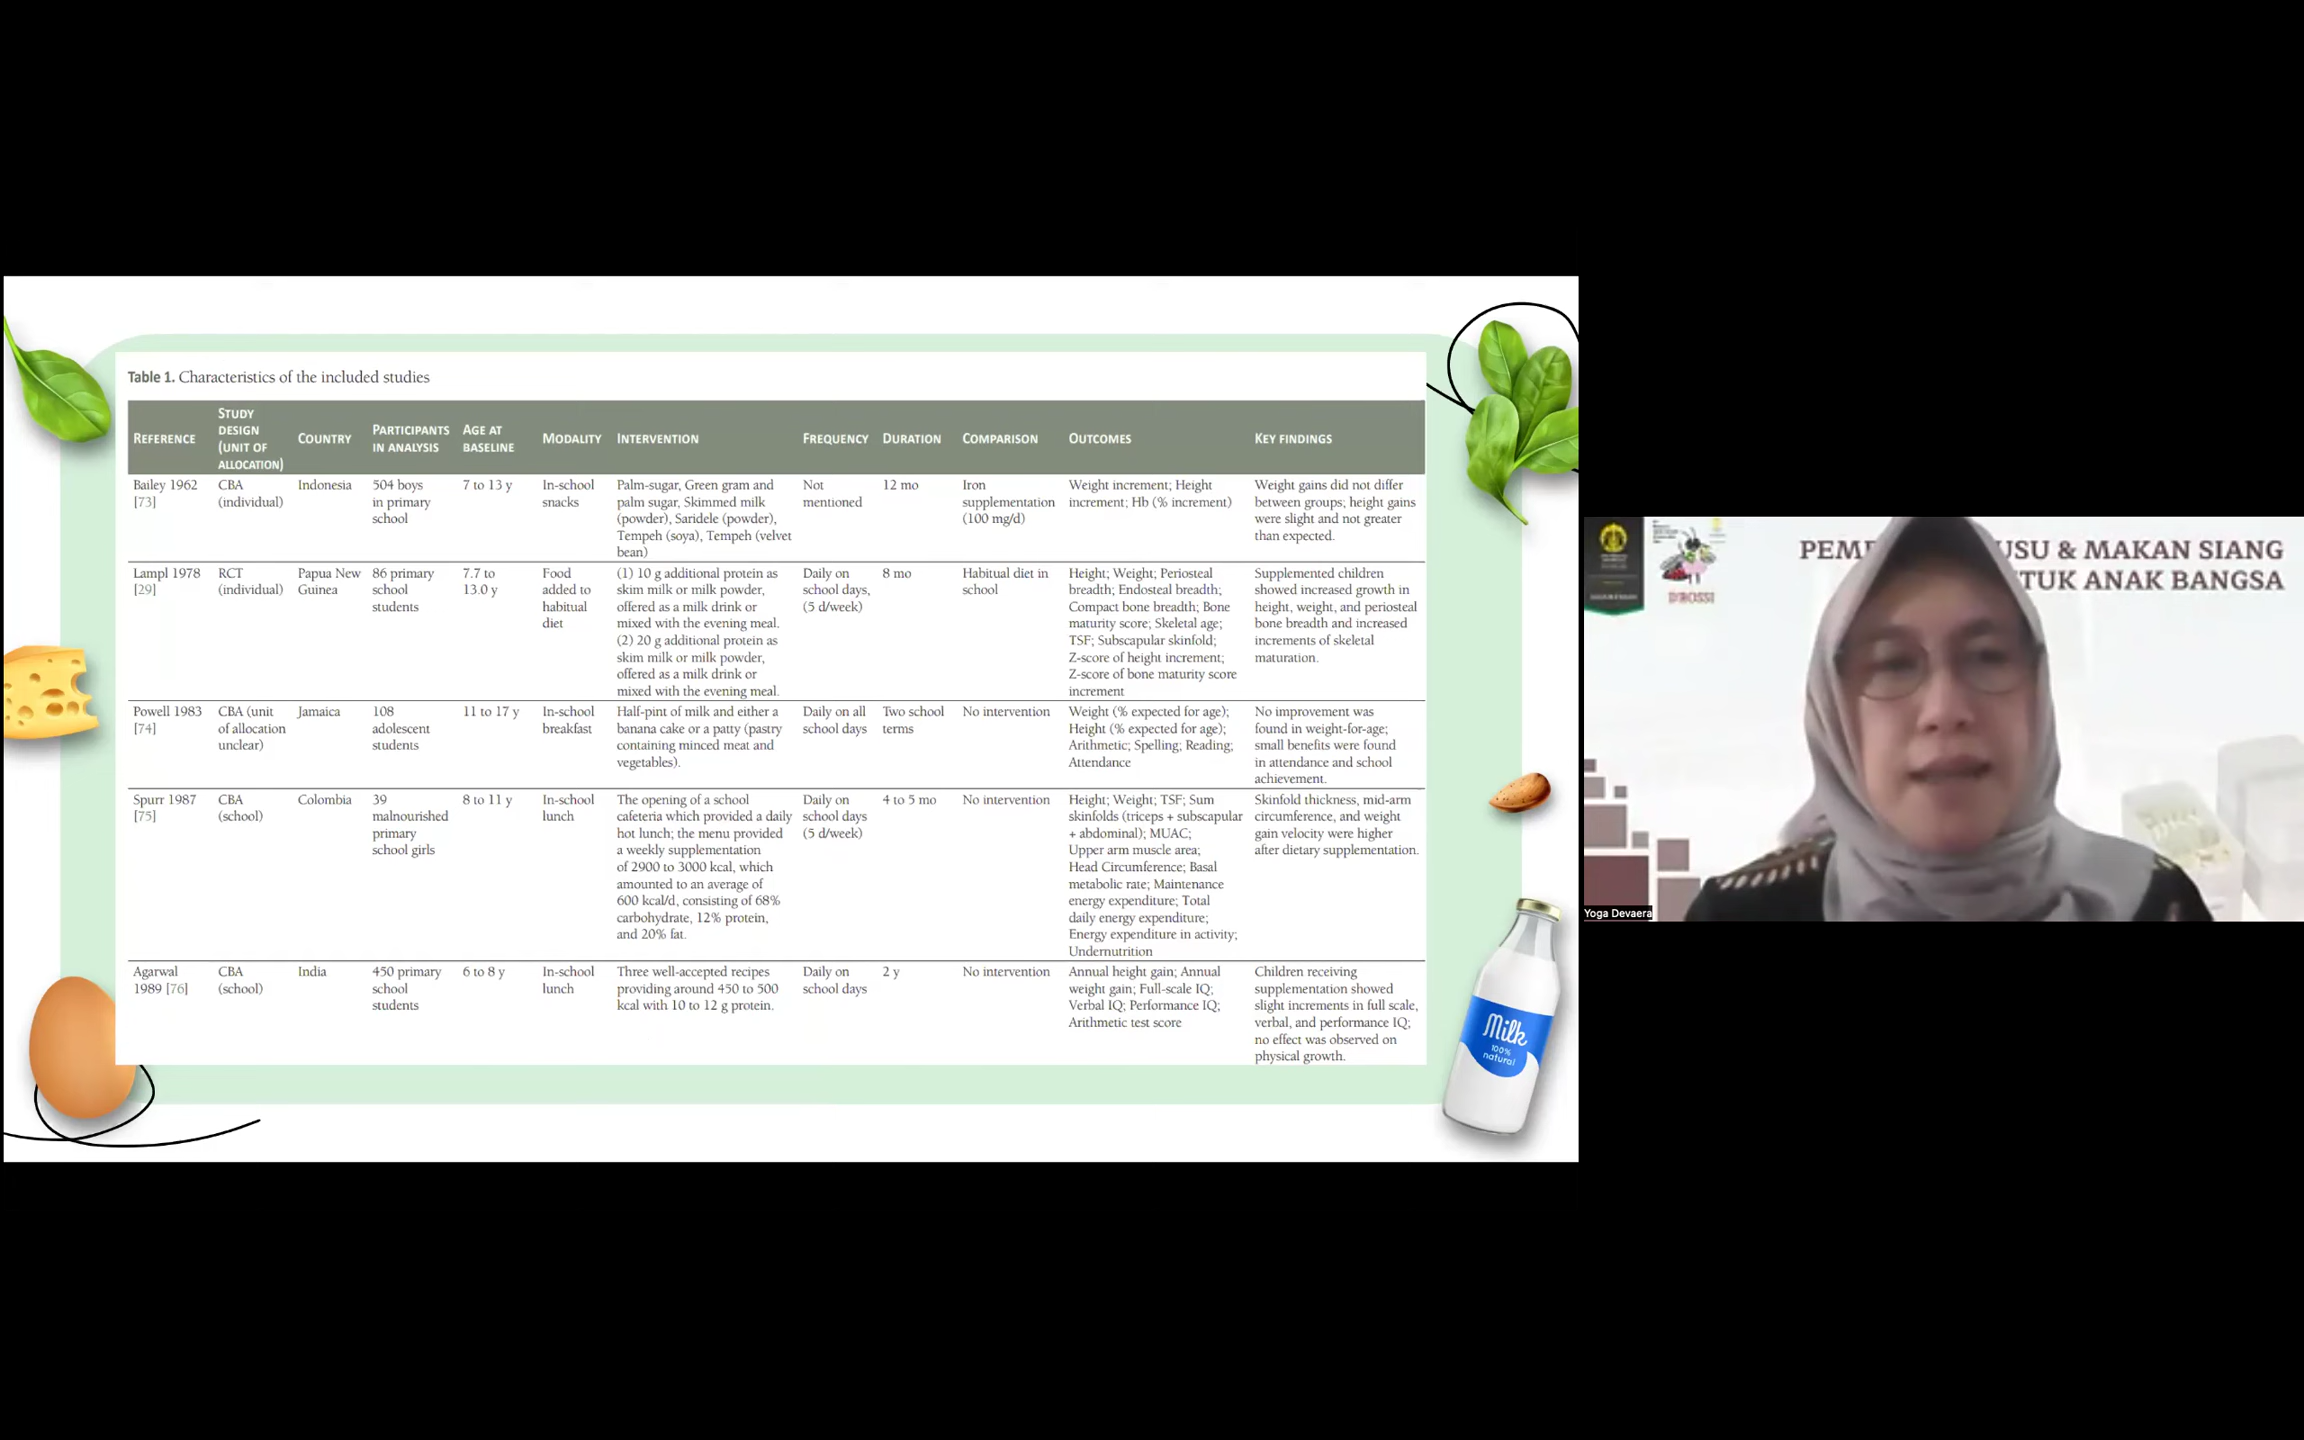 Table 1. Characteristics of the included studies
REFERENCE
STUDY
DESIGN
(UNIT OF
ALLOCATION)
COUNTRY
PARTICIPANTS
IN ANALYSIS
AGE AT
BASELINE
MODALITY
INTERVENTION
FREQUENCY
DURATION
COMPARISON
OUTCOMES
KEY FINDINGS
Bailey 1962
[73]
CBA
(individual)
Indonesia
504 boys
in primary
school
7 to 13 y
In-school
snacks
Palm-sugar, Green gram and
palm sugar, Skimmed milk
(powder), Saridele (powder),
Tempeh (soya), Tempeh (velvet
bean)
Not
mentioned
12 mo
Iron
supplementation
(100 mg/d)
Weight increment; Height
increment; Hb (% increment)
Weight gains did not differ
between groups; height gains
were slight and not greater
than expected.
Lampl 1978
[29]
RCT
(individual)
Papua New
Guinea
86 primary
school
students
7.7 to
13.0 y
Food
added to
habitual
diet
(1) 10 g additional protein as
skim milk or milk powder,
offered as a milk drink or
mixed with the evening meal.
(2) 20 g additional protein as
skim milk or milk powder,
offered as a milk drink or
mixed with the evening meal.
Daily on
school days,
(5 d/week)
8 mo
Habitual diet in
school
Height; Weight; Periosteal
breadth; Endosteal breadth;
Compact bone breadth; Bone
maturity score; Skeletal age;
TSF; Subscapular skinfold;
Z-score of height increment;
Z-score of bone maturity score
increment
Supplemented children
showed increased growth in
height, weight, and periosteal
bone breadth and increased
increments of skeletal
maturation.
Powell 1983
[74]
CBA (unit
of allocation
unclear)
Jamaica
108
adolescent
students
11 to 17 y
In-school
breakfast
Half-pint of milk and either a
banana cake or a patty (pastry
containing minced meat and
vegetables).
Daily on all
school days
Two school
terms
No intervention
Weight (% expected for age);
Height (% expected for age);
Arithmetic; Spelling; Reading;
Attendance
No improvement was
found in weight-for-age;
small benefits were found
in attendance and school
achievement.
Spurr 1987
[75]
CBA
(school)
Colombia
39
malnourished
primary
school girls
8 to 11 y
In-school
lunch
The opening of a school
cafeteria which provided a daily
hot lunch; the menu provided
a weekly supplementation
of 2900 to 3000 kcal, which
amounted to an average of
600 kcal/d, consisting of 68%
carbohydrate, 12% protein,
and 20% fat.
Daily on
school days
(5 d/week)
4 to 5 mo
No intervention
Height; Weight; TSF; Sum
skinfolds (triceps + subscapular
+ abdominal); MUAC;
Upper arm muscle area;
Head Circumference; Basal
metabolic rate; Maintenance
energy expenditure; Total
daily energy expenditure;
Energy expenditure in activity;
Undernutrition
Skinfold thickness, mid-arm
circumference, and weight
gain velocity were higher
after dietary supplementation.
Agarwal
1989 [76]
CBA
(school)
India
450 primary
school
students
6 to 8 y
In-school
lunch
Three well-accepted recipes
providing around 450 to 500
kcal with 10 to 12 g protein.
Daily on
school days
2 y
No intervention
Annual height gain; Annual
weight gain; Full-scale IQ;
Verbal IQ; Performance IQ;
Arithmetic test score
Children receiving
supplementation showed
slight increments in full scale,
verbal, and performance IQ;
no effect was observed on
physical growth.
Milk
100%
natural
PEM USU & MAKAN SIANG
TUK ANAK BANGSA
D'ROSSI
Yoga Devaera